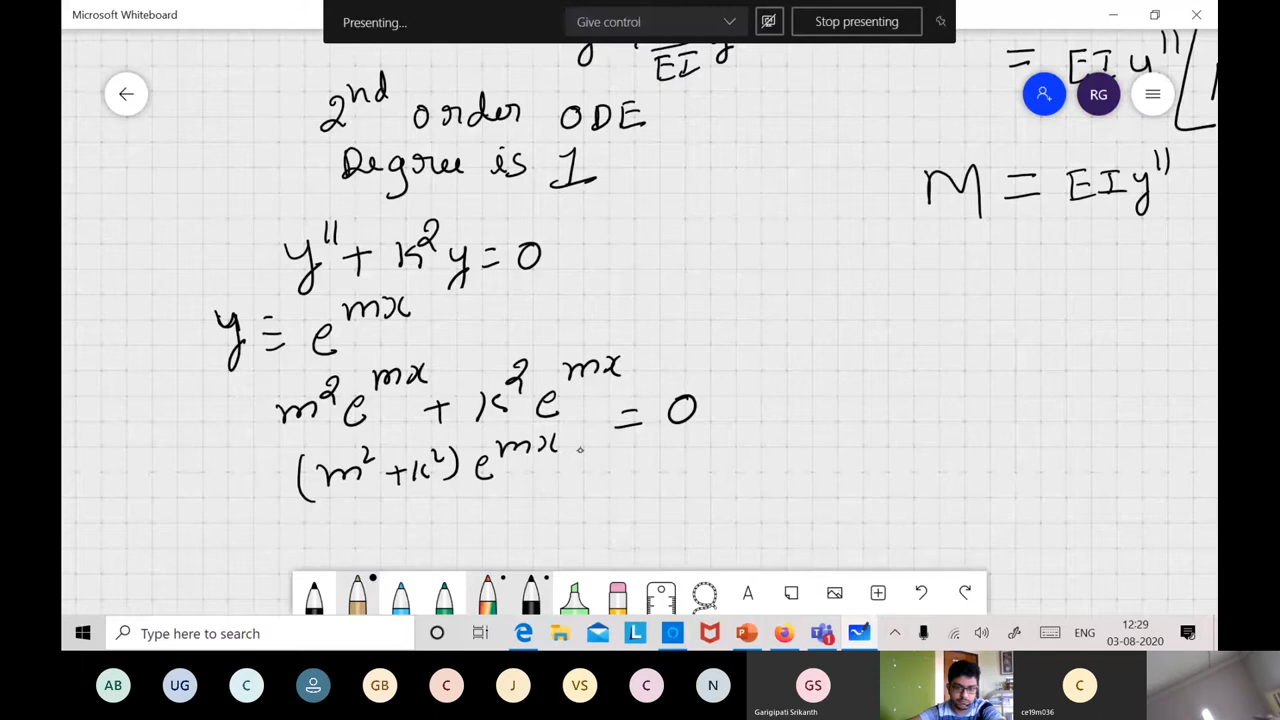 Microsoft Whiteboard
Presenting...
Give control
Stop presenting
EI
= EIy''
RG
2nd order ODE
Degree is 1
M = EIy''
y'' + k²y = 0
y = e^mx
m²e^mx + k²e^mx = 0
(m² + k²) e^mx
A
Type here to search
ENG
12:29
03-08-2020
1
AB
UG
C
GB
C
J
VS
C
N
GS
Garigipati Srikanth
C
ce19m036